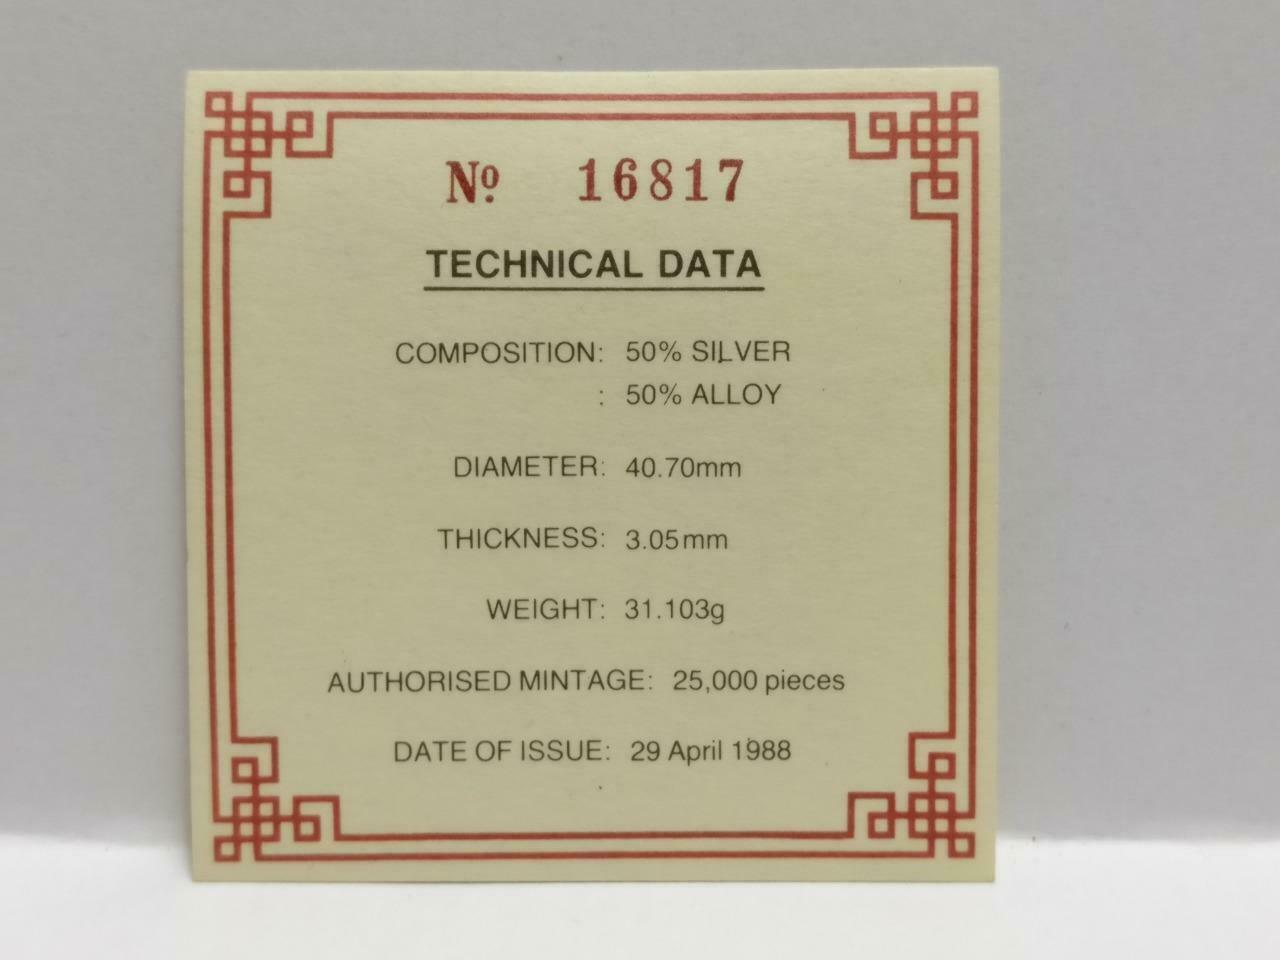 Nº 16817
TECHNICAL DATA
COMPOSITION: 50% SILVER
: 50% ALLOY
DIAMETER: 40.70mm
THICKNESS: 3.05mm
WEIGHT: 31.103g
AUTHORISED MINTAGE: 25,000 pieces
DATE OF ISSUE: 29 April 1988